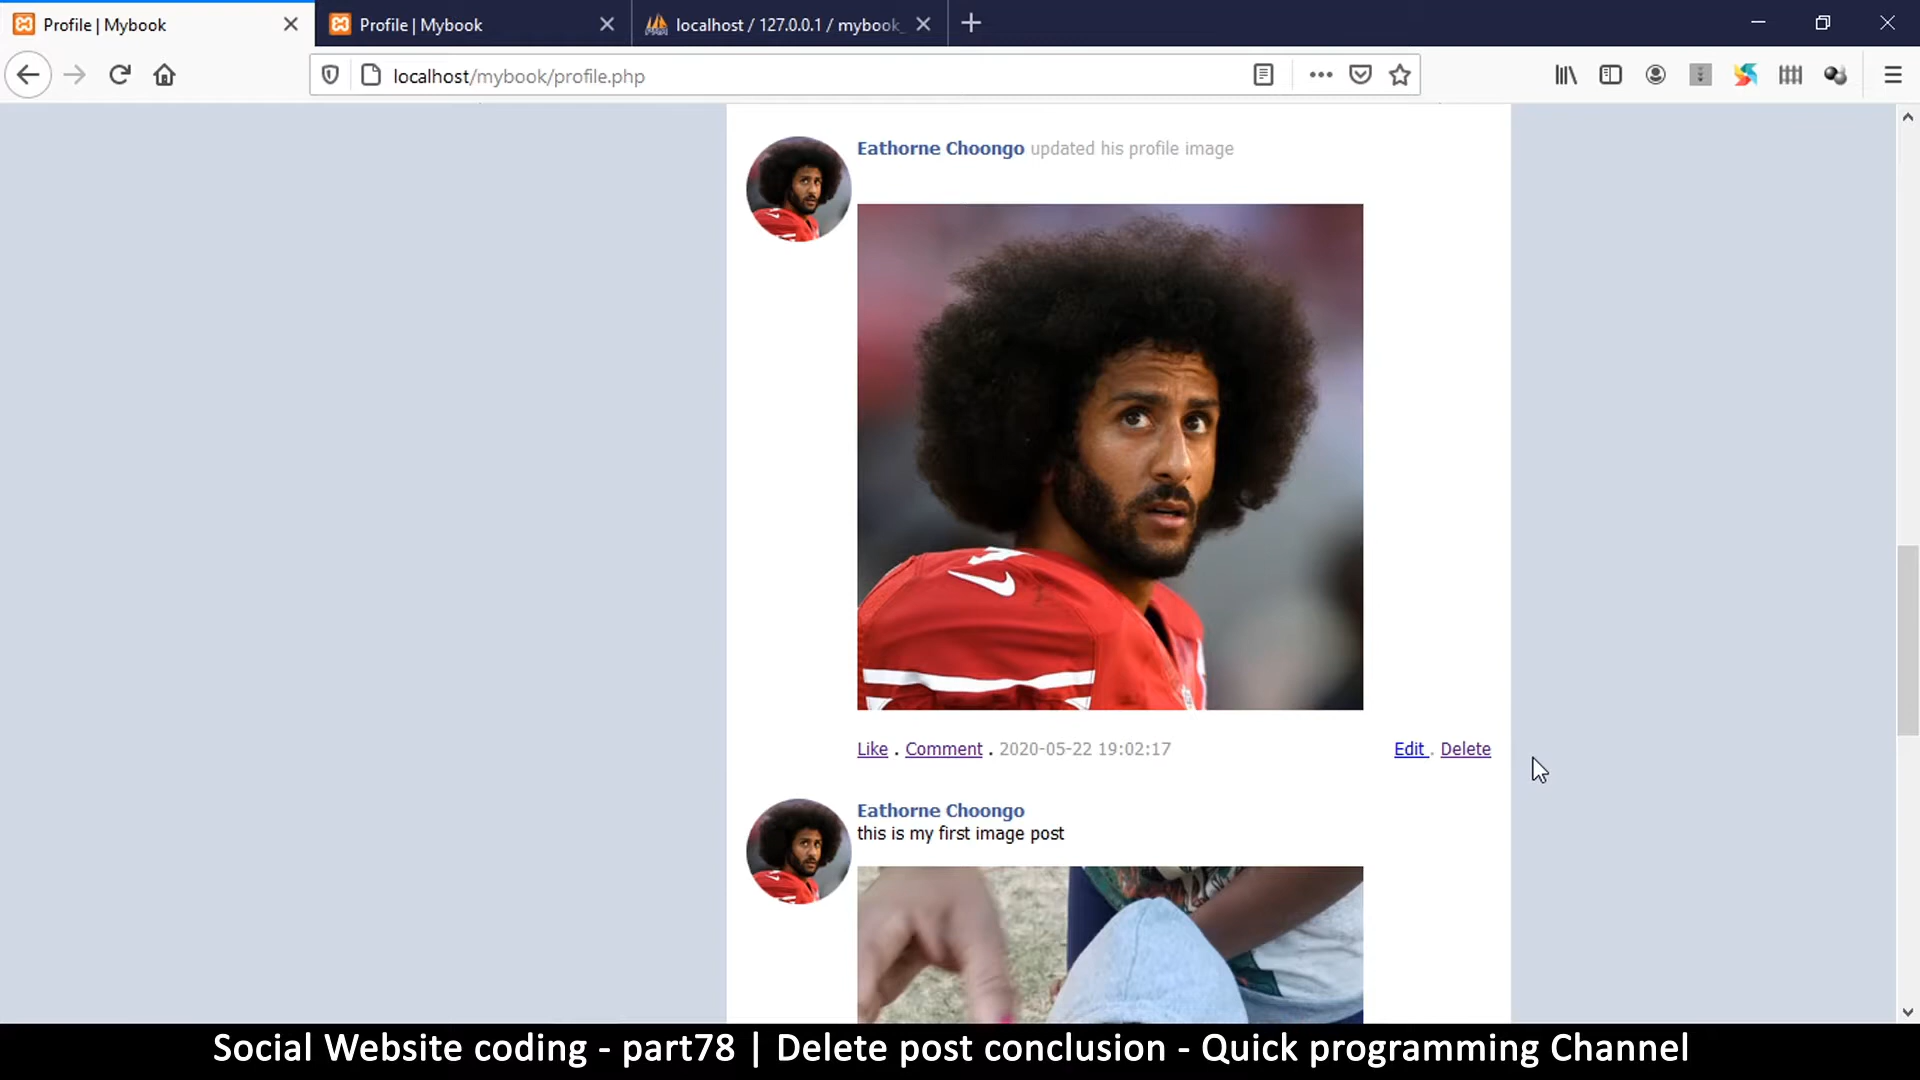 Profile | Mybook
Profile | Mybook
localhost / 127.0.0.1 / mybook_
localhost/mybook/profile.php
Eathorne Choongo updated his profile image
Like . Comment . 2020-05-22 19:02:17
Edit . Delete
Eathorne Choongo
this is my first image post
Social Website coding - part78 | Delete post conclusion - Quick programming Channel